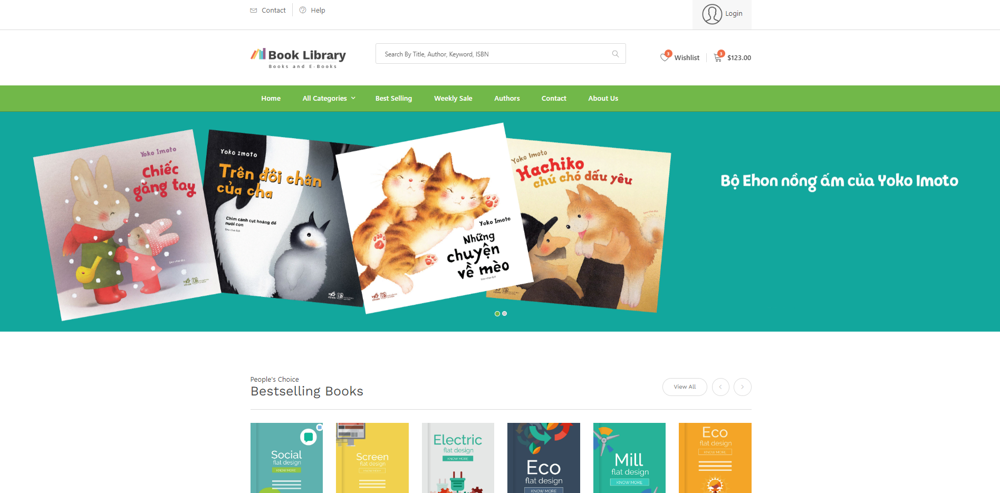 Contact
Help
Login
Book Library
Books and E-Books
Search By Title, Author, Keyword, ISBN
3
Wishlist
3
$123.00
Home
All Categories
Best Selling
Weekly Sale
Authors
Contact
About Us
Yoko Imoto
Chiếc
găng tay
Yoko Imoto
Trên đôi chân
của cha
Chim cánh cụt hoàng đế
nuôi con
Yoko Imoto
Những
chuyện
về mèo
Yoko Imoto
Hachiko
chú chó dấu yêu
Bộ Ehon nồng ấm của Yoko Imoto
People's Choice
Bestselling Books
View All
Social
flat design
KNOW MORE
Screen
flat design
KNOW MORE
Electric
flat design
KNOW MORE
Eco
flat design
KNOW MORE
Mill
flat design
KNOW MORE
Eco
flat design
KNOW MORE